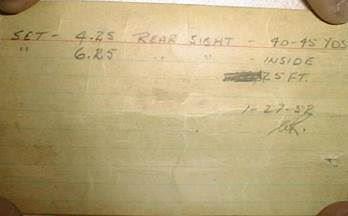 SET - 4.25 REAR SIGHT - 40-45 YDS
" 6.25 " " - INSIDE
25 FT.
1-27-52